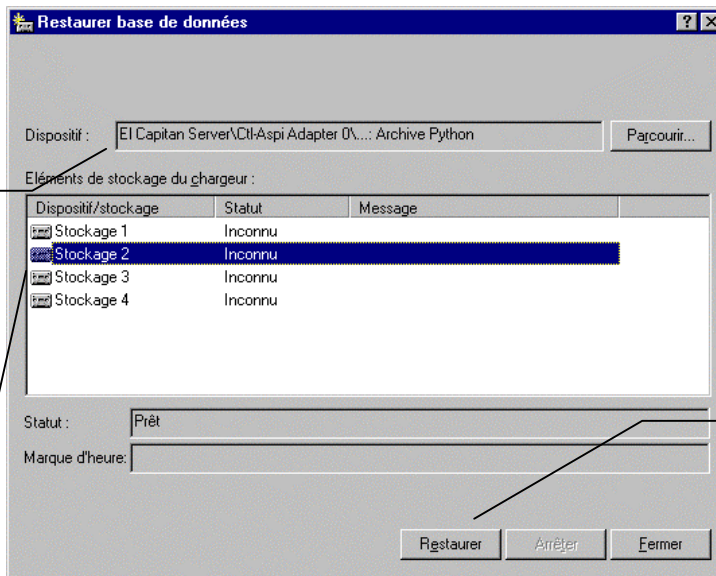 Restaurer base de données
Dispositif : El Capitan Server\Ctl-Aspi Adapter 0\...: Archive Python Parcourir...
Eléments de stockage du chargeur :
Dispositif/stockage Statut Message
Stockage 1 Inconnu
Stockage 2 Inconnu
Stockage 3 Inconnu
Stockage 4 Inconnu
Statut : Prêt
Marque d'heure:
Restaurer Arrêter Fermer